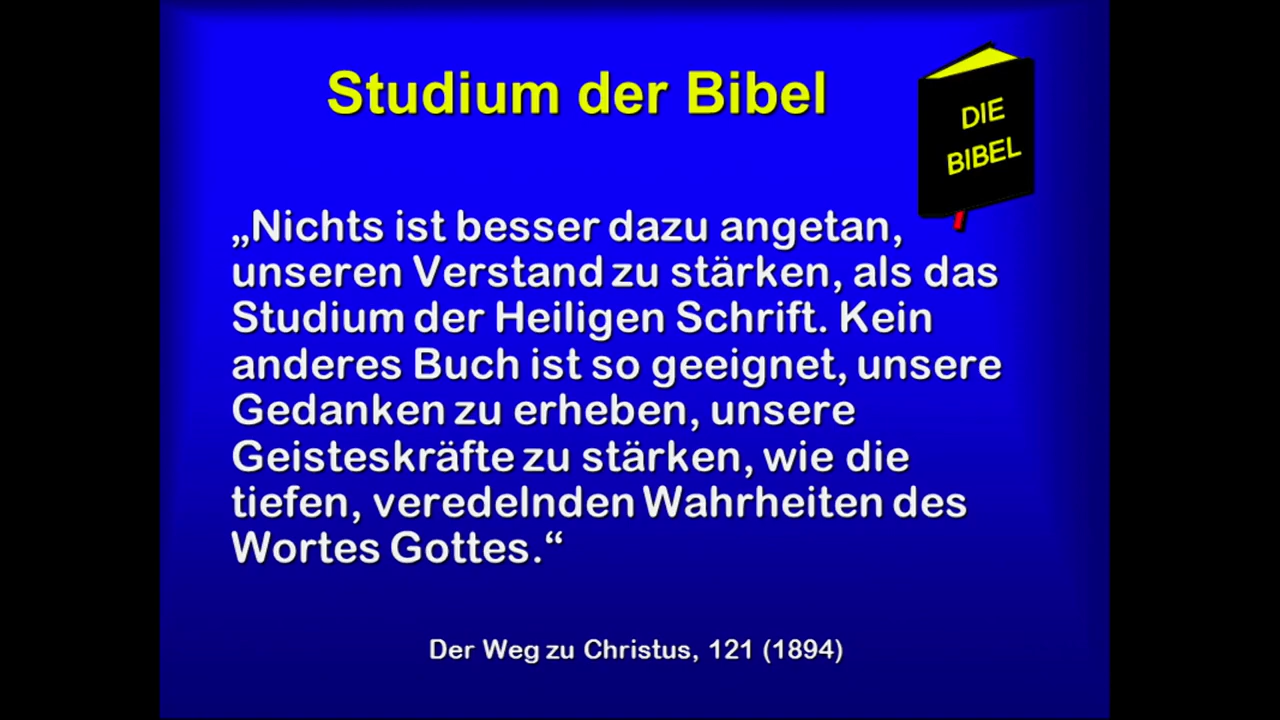 Studium der Bibel
DIE
BIBEL
„Nichts ist besser dazu angetan,
unseren Verstand zu stärken, als das
Studium der Heiligen Schrift. Kein
anderes Buch ist so geeignet, unsere
Gedanken zu erheben, unsere
Geisteskräfte zu stärken, wie die
tiefen, veredelnden Wahrheiten des
Wortes Gottes.“
Der Weg zu Christus, 121 (1894)